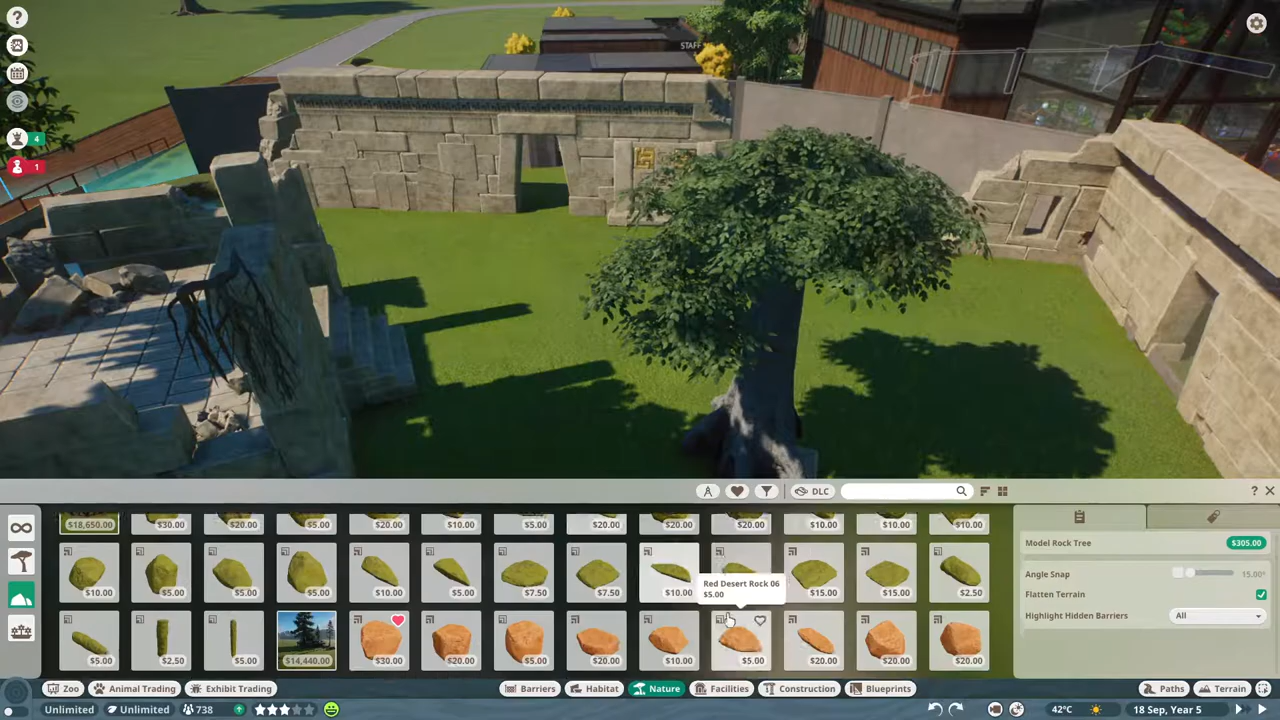 ?
STAFF
4
1
DLC
?
$18,650.00 $30.00 $20.00 $5.00 $20.00 $10.00 $5.00 $20.00 $20.00 $20.00 $10.00 $10.00 $10.00
$10.00 $5.00 $5.00 $5.00 $10.00 $5.00 $7.50 $7.50 $10.00 $15.00 $15.00 $2.50
Red Desert Rock 06
$5.00
$5.00 $2.50 $5.00 $14,440.00 $30.00 $20.00 $5.00 $20.00 $10.00 $5.00 $20.00 $20.00 $20.00
Model Rock Tree $305.00
Angle Snap 15.00°
Flatten Terrain
Highlight Hidden Barriers All
Zoo Animal Trading Exhibit Trading Barriers Habitat Nature Facilities Construction Blueprints Paths Terrain
Unlimited Unlimited 738 42°C 18 Sep, Year 5